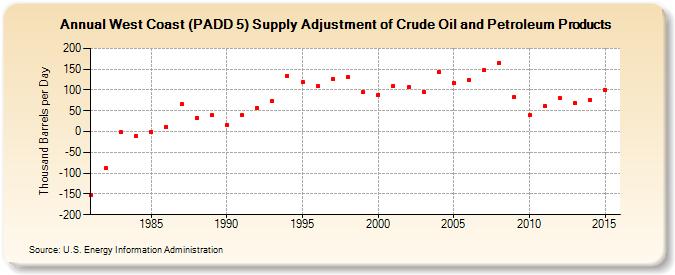 Annual West Coast (PADD 5) Supply Adjustment of Crude Oil and Petroleum Products
Thousand Barrels per Day
200
150
100
50
0
-50
-100
-150
-200
1985 1990 1995 2000 2005 2010 2015
Source: U.S. Energy Information Administration